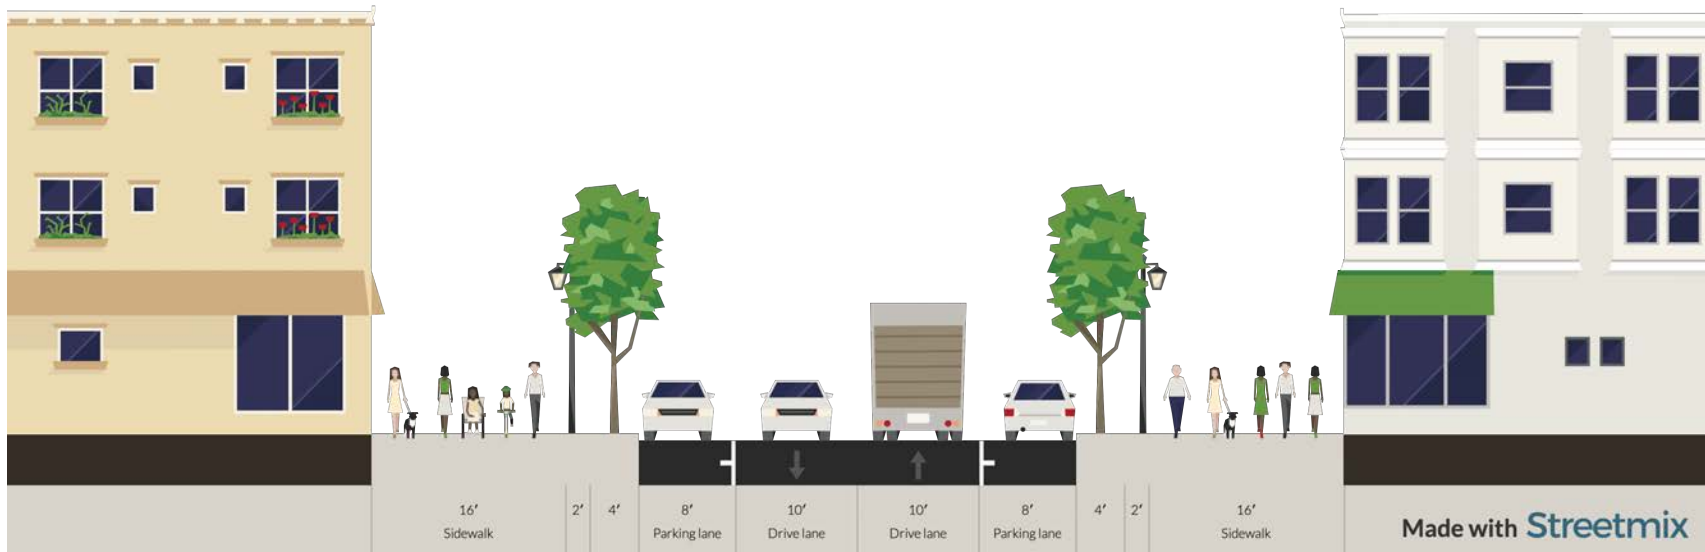 16′
2′
4′
8′
10′
10′
8′
4′
2′
16′
Sidewalk
Parking lane
Drive lane
Drive lane
Parking lane
Sidewalk
Made with Streetmix